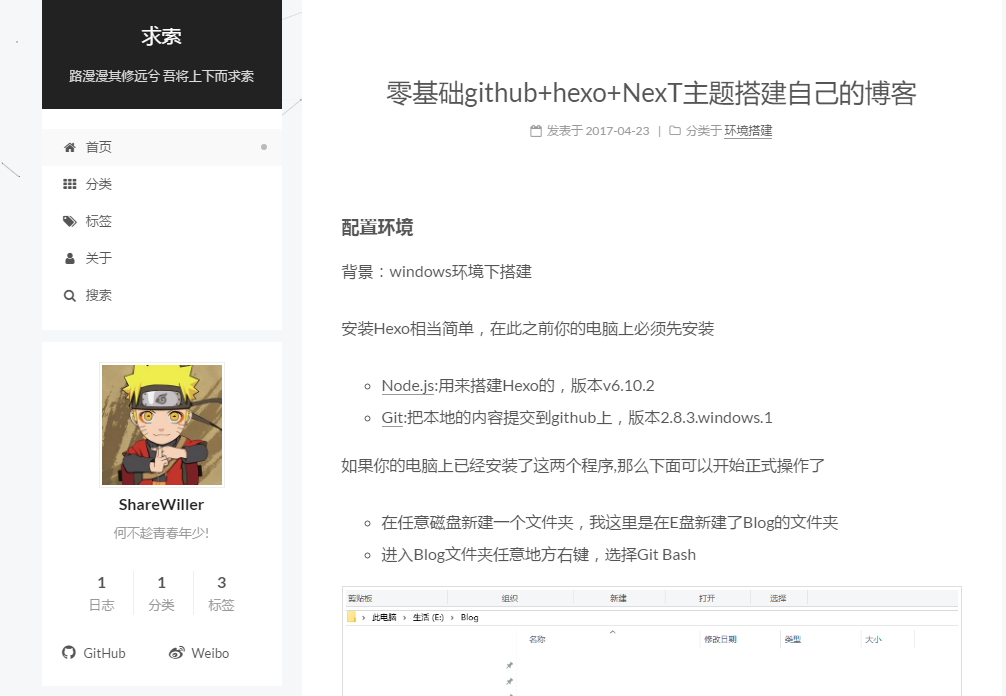 求索
路漫漫其修远兮 吾将上下而求索
首页
分类
标签
关于
搜索
ShareWiller
何不趁青春年少!
1
日志
1
分类
3
标签
GitHub
Weibo
零基础github+hexo+NexT主题搭建自己的博客
发表于 2017-04-23 | 分类于 环境搭建
配置环境
背景：windows环境下搭建
安装Hexo相当简单，在此之前你的电脑上必须先安装
Node.js:用来搭建Hexo的，版本v6.10.2
Git:把本地的内容提交到github上，版本2.8.3.windows.1
如果你的电脑上已经安装了这两个程序,那么下面可以开始正式操作了
在任意磁盘新建一个文件夹，我这里是在E盘新建了Blog的文件夹
进入Blog文件夹任意地方右键，选择Git Bash
剪贴板 组织 新建 打开 选择
› 此电脑 › 生活 (E:) › Blog
名称 修改日期 类型 大小